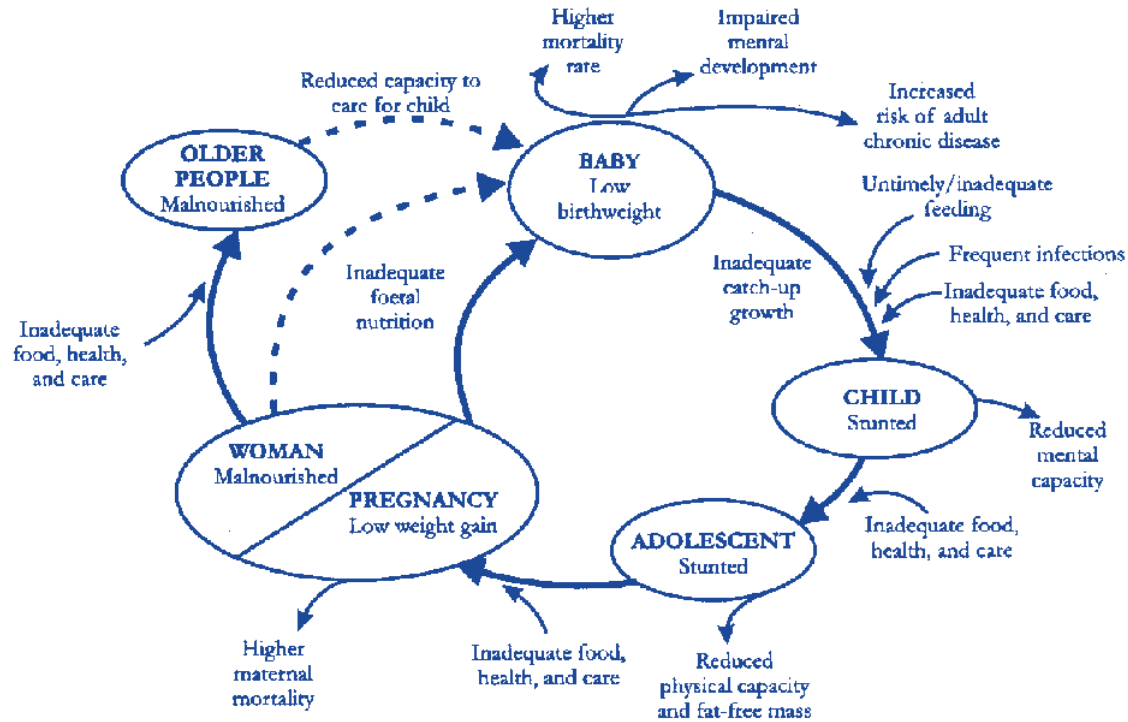 Higher
mortality
rate
Impaired
mental
development
Reduced capacity to
care for child
Increased
risk of adult
chronic disease
OLDER
PEOPLE
Malnourished
BABY
Low
birthweight
Untimely/inadequate
feeding
Frequent infections
Inadequate food,
health, and care
Inadequate
catch-up
growth
Inadequate
foetal
nutrition
Inadequate
food, health,
and care
CHILD
Stunted
Reduced
mental
capacity
WOMAN
Malnourished
PREGNANCY
Low weight gain
Inadequate food,
health, and care
ADOLESCENT
Stunted
Higher
maternal
mortality
Inadequate food,
health, and care
Reduced
physical capacity
and fat-free mass